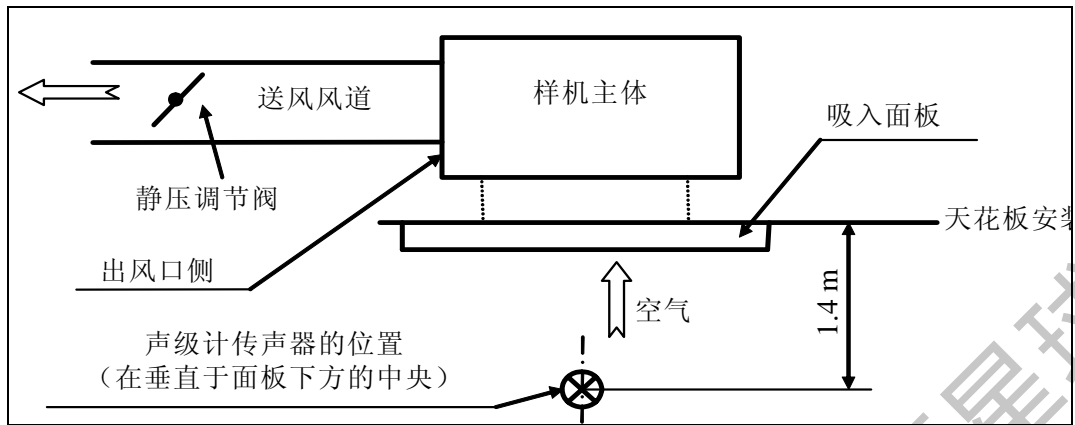 送风风道
样机主体
吸入面板
静压调节阀
天花板安装
出风口侧
空气
1.4 m
声级计传声器的位置
（在垂直于面板下方的中央）